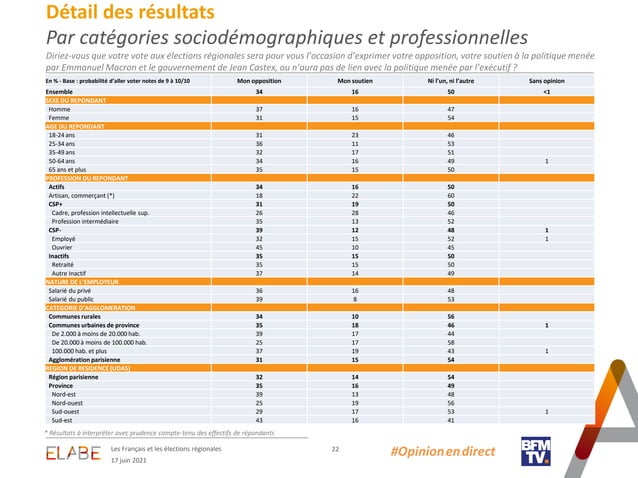 Détail des résultats
Par catégories sociodémographiques et professionnelles
Diriez-vous que votre vote aux élections régionales sera pour vous l'occasion d'exprimer votre opposition, votre soutien à la politique menée
par Emmanuel Macron et le gouvernement de Jean Castex, ou n'aura pas de lien avec la politique menée par l'exécutif ?
En % - Base : probabilité d'aller voter notes de 9 à 10/10 Mon opposition Mon soutien Ni l'un, ni l'autre Sans opinion
Ensemble 34 16 50 <1
SEXE DU REPONDANT
Homme 37 16 47
Femme 31 15 54
AGE DU REPONDANT
18-24 ans 31 23 46
25-34 ans 36 11 53
35-49 ans 32 17 51
50-64 ans 34 16 49 1
65 ans et plus 35 15 50
PROFESSION DU REPONDANT
Actifs 34 16 50
Artisan, commerçant (*) 18 22 60
CSP+ 31 19 50
Cadre, profession intellectuelle sup. 26 28 46
Profession intermédiaire 35 13 52
CSP- 39 12 48 1
Employé 32 15 52 1
Ouvrier 45 10 45
Inactifs 35 15 50
Retraité 35 15 50
Autre Inactif 37 14 49
NATURE DE L'EMPLOYEUR
Salarié du privé 36 16 48
Salarié du public 39 8 53
CATEGORIE D'AGGLOMERATION
Communes rurales 34 10 56
Communes urbaines de province 35 18 46 1
De 2.000 à moins de 20.000 hab. 39 17 44
De 20.000 à moins de 100.000 hab. 25 17 58
100.000 hab. et plus 37 19 43 1
Agglomération parisienne 31 15 54
REGION DE RESIDENCE (UDA5)
Région parisienne 32 14 54
Province 35 16 49
Nord-est 39 13 48
Nord-ouest 25 19 56
Sud-ouest 29 17 53 1
Sud-est 43 16 41
* Résultats à interpréter avec prudence compte-tenu des effectifs de répondants
ELABE
Les Français et les élections régionales
17 juin 2021
22
#Opinionendirect
BFM
TV.